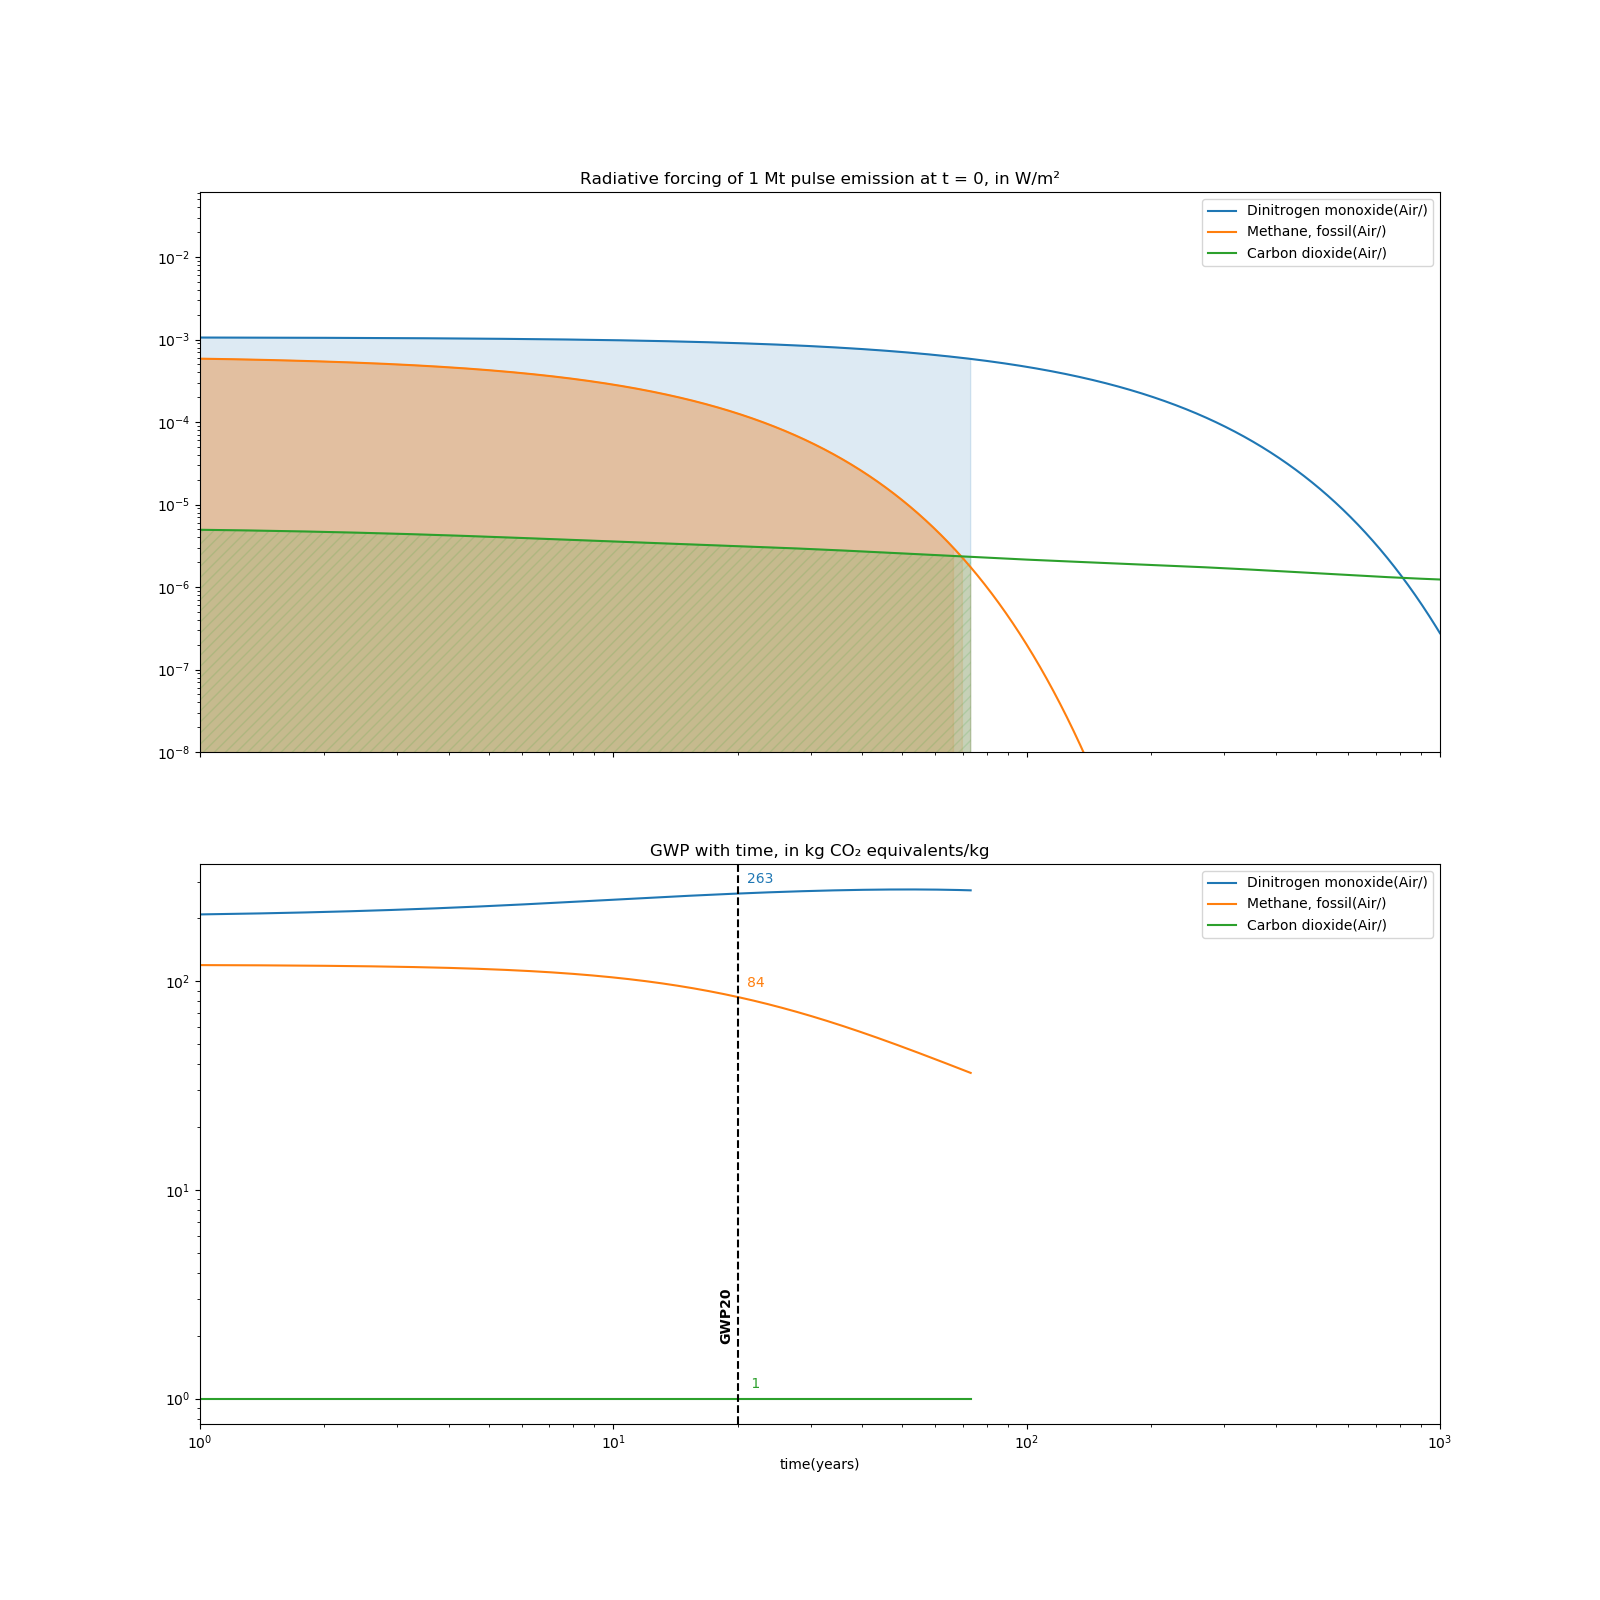 Radiative forcing of 1 Mt pulse emission at t = 0, in W/m²
Dinitrogen monoxide(Air/)
Methane, fossil(Air/)
Carbon dioxide(Air/)
10⁻²
10⁻³
10⁻⁴
10⁻⁵
10⁻⁶
10⁻⁷
10⁻⁸
GWP with time, in kg CO₂ equivalents/kg
263
Dinitrogen monoxide(Air/)
Methane, fossil(Air/)
Carbon dioxide(Air/)
84
10²
10¹
GWP20
1
10⁰
10⁰ 10¹ 10² 10³
time(years)